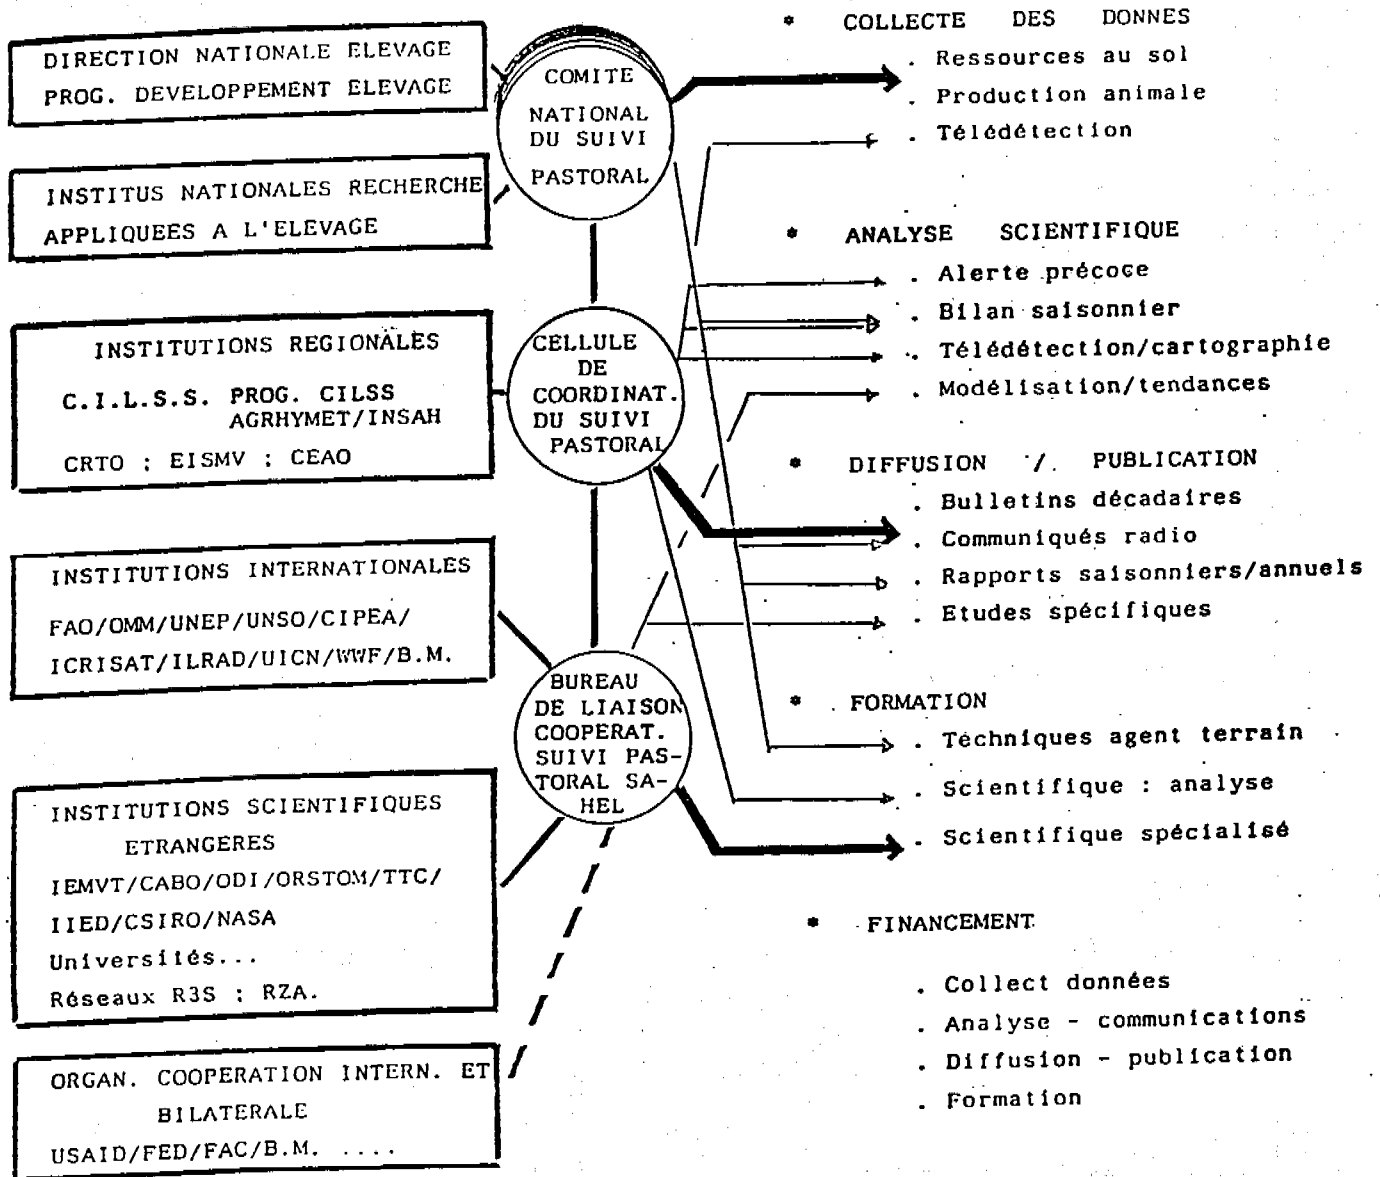 DIRECTION NATIONALE ELEVAGE
PROG. DEVELOPPEMENT ELEVAGE
INSTITUS NATIONALES RECHERCHE
APPLIQUEES A L'ELEVAGE
INSTITUTIONS REGIONALES
C.I.L.S.S. PROG. CILSS
AGRHYMET/INSAH
CRTO ; EISMV ; CEAO
INSTITUTIONS INTERNATIONALES
FAO/OMM/UNEP/UNSO/CIPEA/
ICRISAT/ILRAD/UICN/WWF/B.M.
INSTITUTIONS SCIENTIFIQUES
ETRANGERES
IEMVT/CABO/ODI/ORSTOM/TTC/
IIED/CSIRO/NASA
Universités...
Réseaux R3S ; RZA.
ORGAN. COOPERATION INTERN. ET
BILATERALE
USAID/FED/FAC/B.M. ....
COMITE
NATIONAL
DU SUIVI
PASTORAL
CELLULE
DE
COORDINAT.
DU SUIVI
PASTORAL
BUREAU
DE LIAISON
COOPERAT.
SUIVI PAS-
TORAL SA-
HEL
* COLLECTE DES DONNES
. Ressources au sol
. Production animale
. Télédétection
* ANALYSE SCIENTIFIQUE
. Alerte précoce
. Bilan saisonnier
. Télédétection/cartographie
. Modélisation/tendances
* DIFFUSION / PUBLICATION
. Bulletins décadaires
. Communiqués radio
. Rapports saisonniers/annuels
. Etudes spécifiques
* FORMATION
. Techniques agent terrain
. Scientifique : analyse
. Scientifique spécialisé
* FINANCEMENT
. Collect données
. Analyse - communications
. Diffusion - publication
. Formation